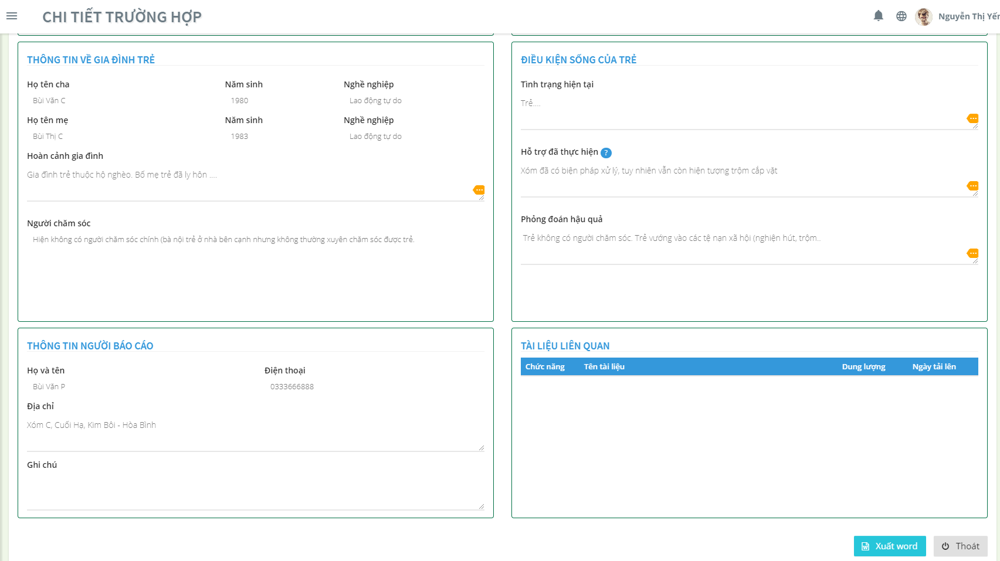 CHI TIẾT TRƯỜNG HỢP
Nguyễn Thị Yến
THÔNG TIN VỀ GIA ĐÌNH TRẺ
Họ tên cha Năm sinh Nghề nghiệp
Bùi Văn C 1980 Lao động tự do
Họ tên mẹ Năm sinh Nghề nghiệp
Bùi Thị C 1983 Lao động tự do
Hoàn cảnh gia đình
Gia đình trẻ thuộc hộ nghèo. Bố mẹ trẻ đã ly hôn ....
Người chăm sóc
Hiện không có người chăm sóc chính (bà nội trẻ ở nhà bên cạnh nhưng không thường xuyên chăm sóc được trẻ.
ĐIỀU KIỆN SỐNG CỦA TRẺ
Tình trạng hiện tại
Trẻ....
Hỗ trợ đã thực hiện ?
Xóm đã có biện pháp xử lý, tuy nhiên vẫn còn hiện tượng trộm cắp vặt
Phỏng đoán hậu quả
Trẻ không có người chăm sóc. Trẻ vướng vào các tệ nạn xã hội (nghiện hút, trộm..
THÔNG TIN NGƯỜI BÁO CÁO
Họ và tên Điện thoại
Bùi Văn P 0333666888
Địa chỉ
Xóm C, Cuối Hạ, Kim Bôi - Hòa Bình
Ghi chú
TÀI LIỆU LIÊN QUAN
Chức năng Tên tài liệu Dung lượng Ngày tải lên
Xuất word Thoát